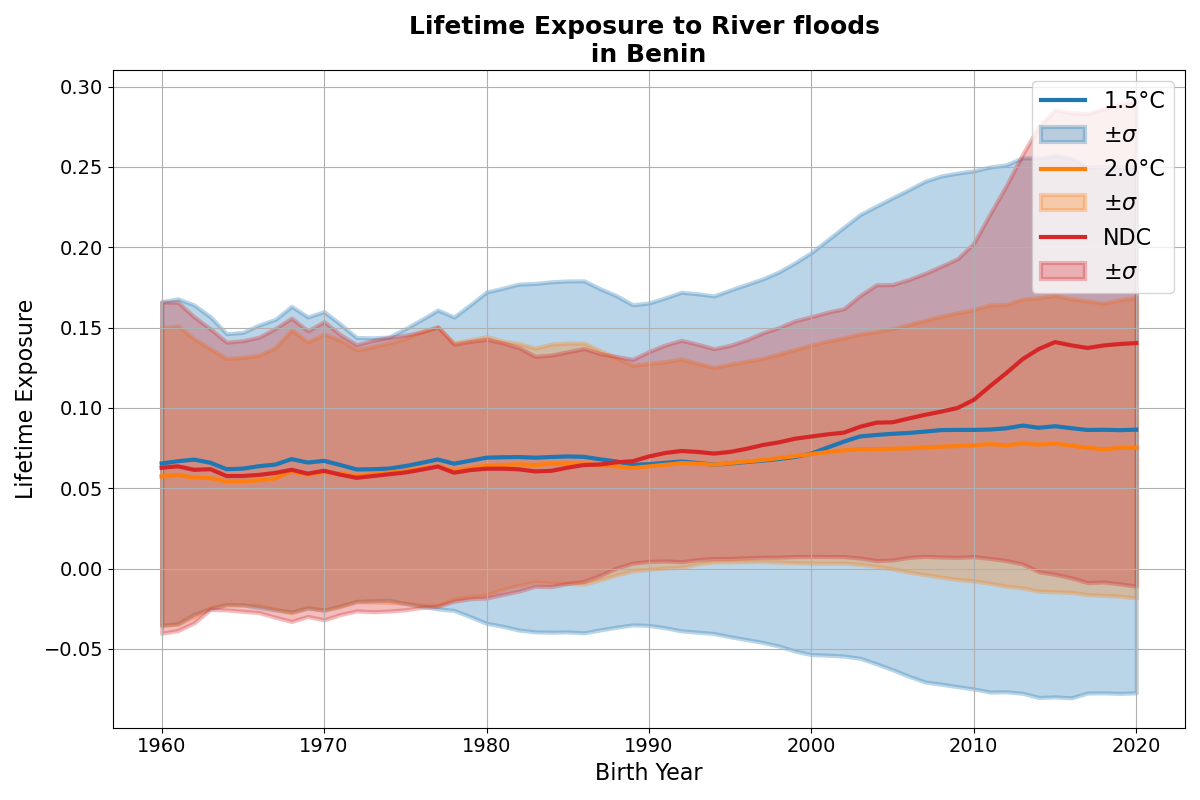 Lifetime Exposure to River floods
in Benin
Lifetime Exposure
0.30
0.25
0.20
0.15
0.10
0.05
0.00
−0.05
1960
1970
1980
1990
2000
2010
2020
Birth Year
1.5°C
±σ
2.0°C
±σ
NDC
±σ